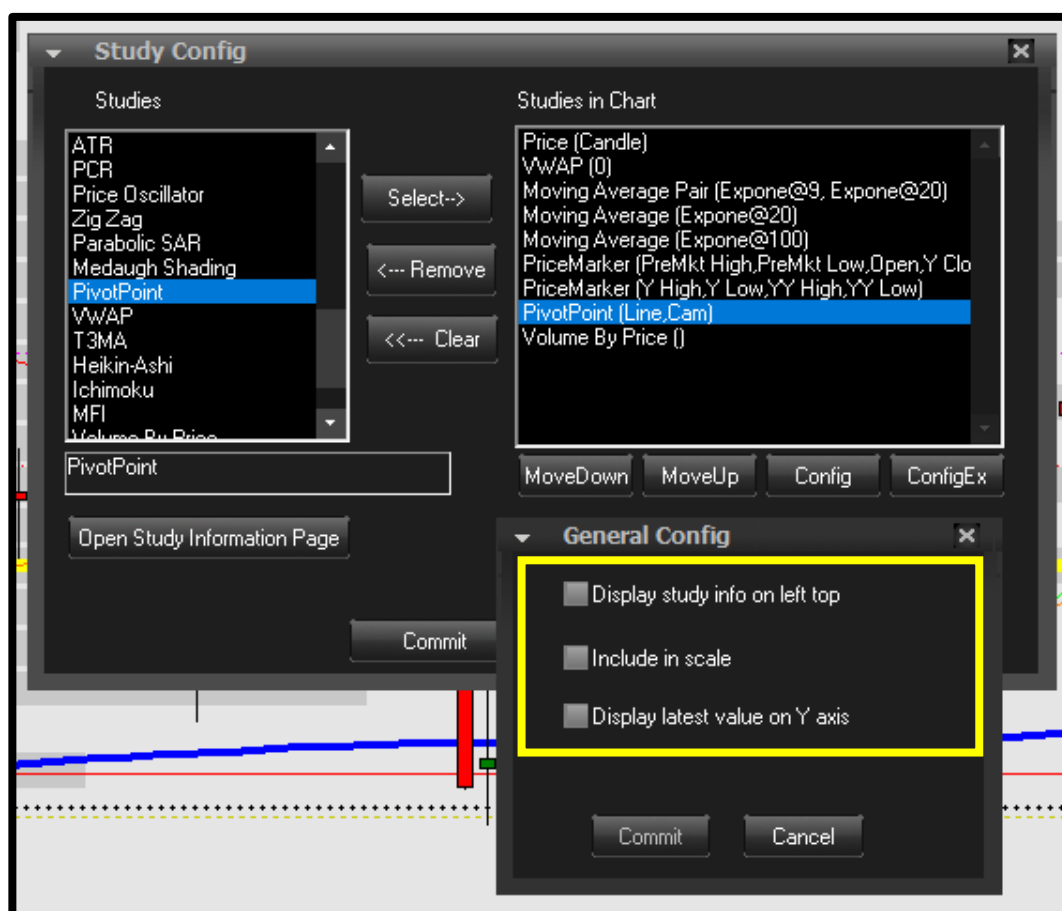 Study Config
Studies
ATR
PCR
Price Oscillator
Zig Zag
Parabolic SAR
Medaugh Shading
PivotPoint
VWAP
T3MA
Heikin-Ashi
Ichimoku
MFI
Volume By Price
PivotPoint
Open Study Information Page
Select-->
<--- Remove
<<--- Clear
Studies in Chart
Price (Candle)
VWAP (0)
Moving Average Pair (Expone@9, Expone@20)
Moving Average (Expone@20)
Moving Average (Expone@100)
PriceMarker (PreMkt High,PreMkt Low,Open,Y Clo
PriceMarker (Y High,Y Low,YY High,YY Low)
PivotPoint (Line,Cam)
Volume By Price ()
MoveDown MoveUp Config ConfigEx
Commit
General Config
Display study info on left top
Include in scale
Display latest value on Y axis
Commit Cancel